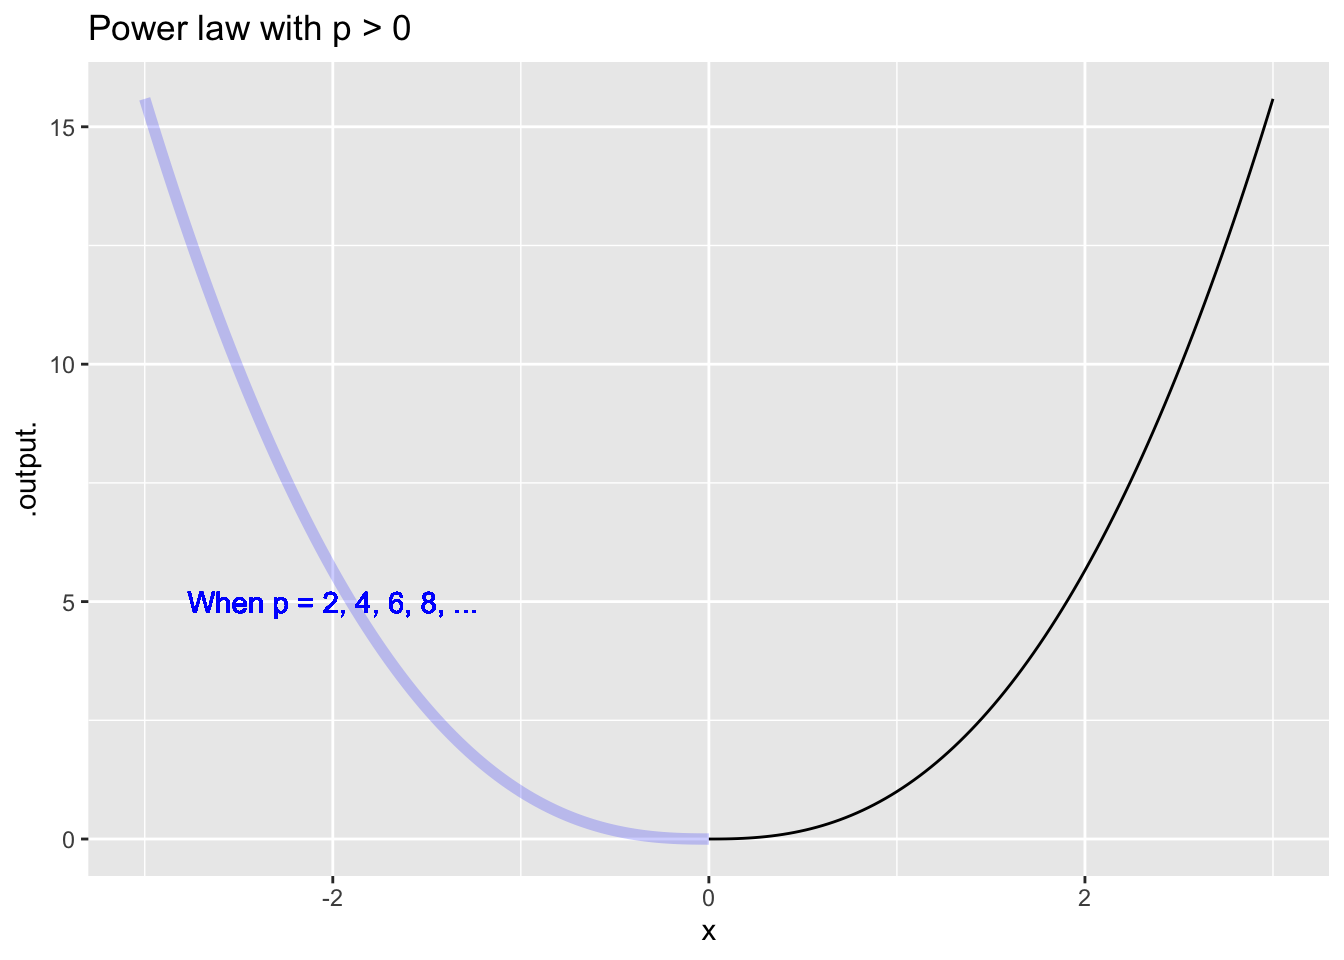 Power law with p > 0
15
10
5
0
.output.
When p = 2, 4, 6, 8, ...
-2
0
2
x